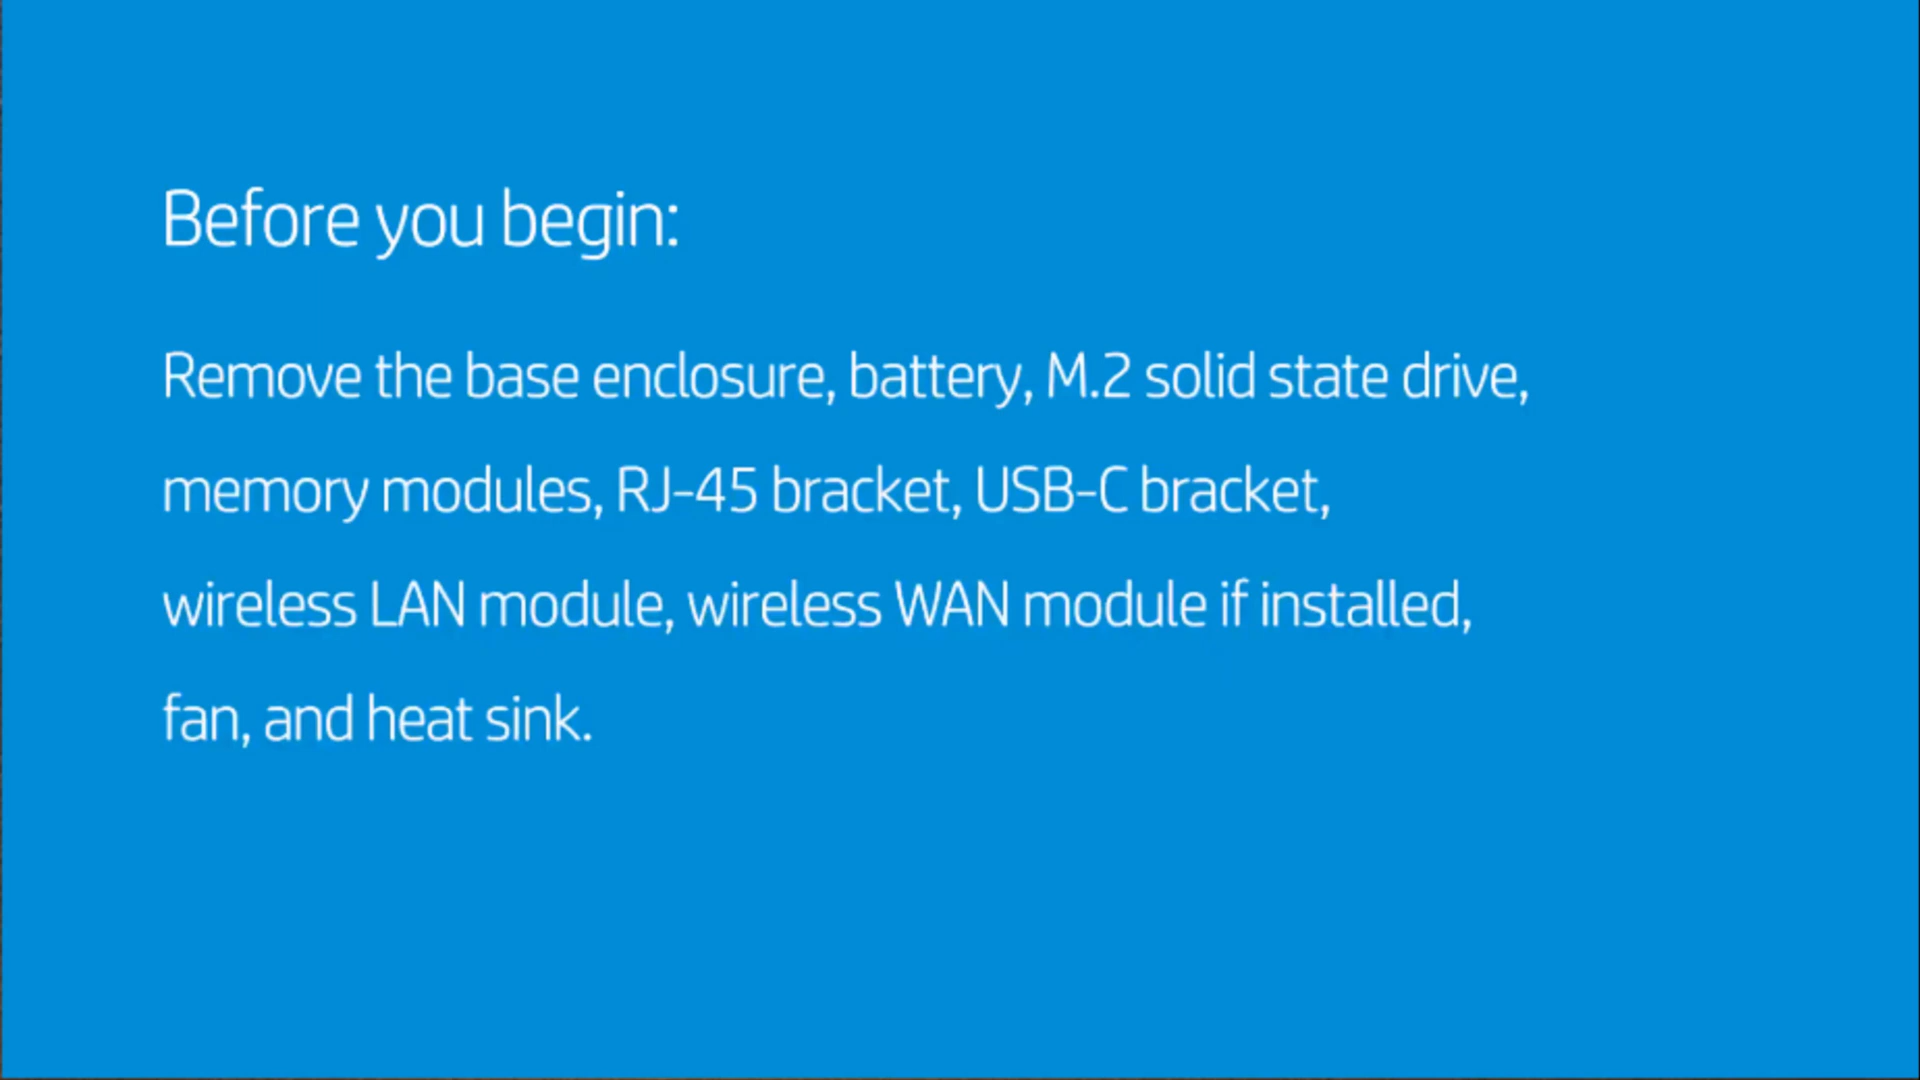 Before you begin:
Remove the base enclosure, battery, M.2 solid state drive,
memory modules, RJ-45 bracket, USB-C bracket,
wireless LAN module, wireless WAN module if installed,
fan, and heat sink.